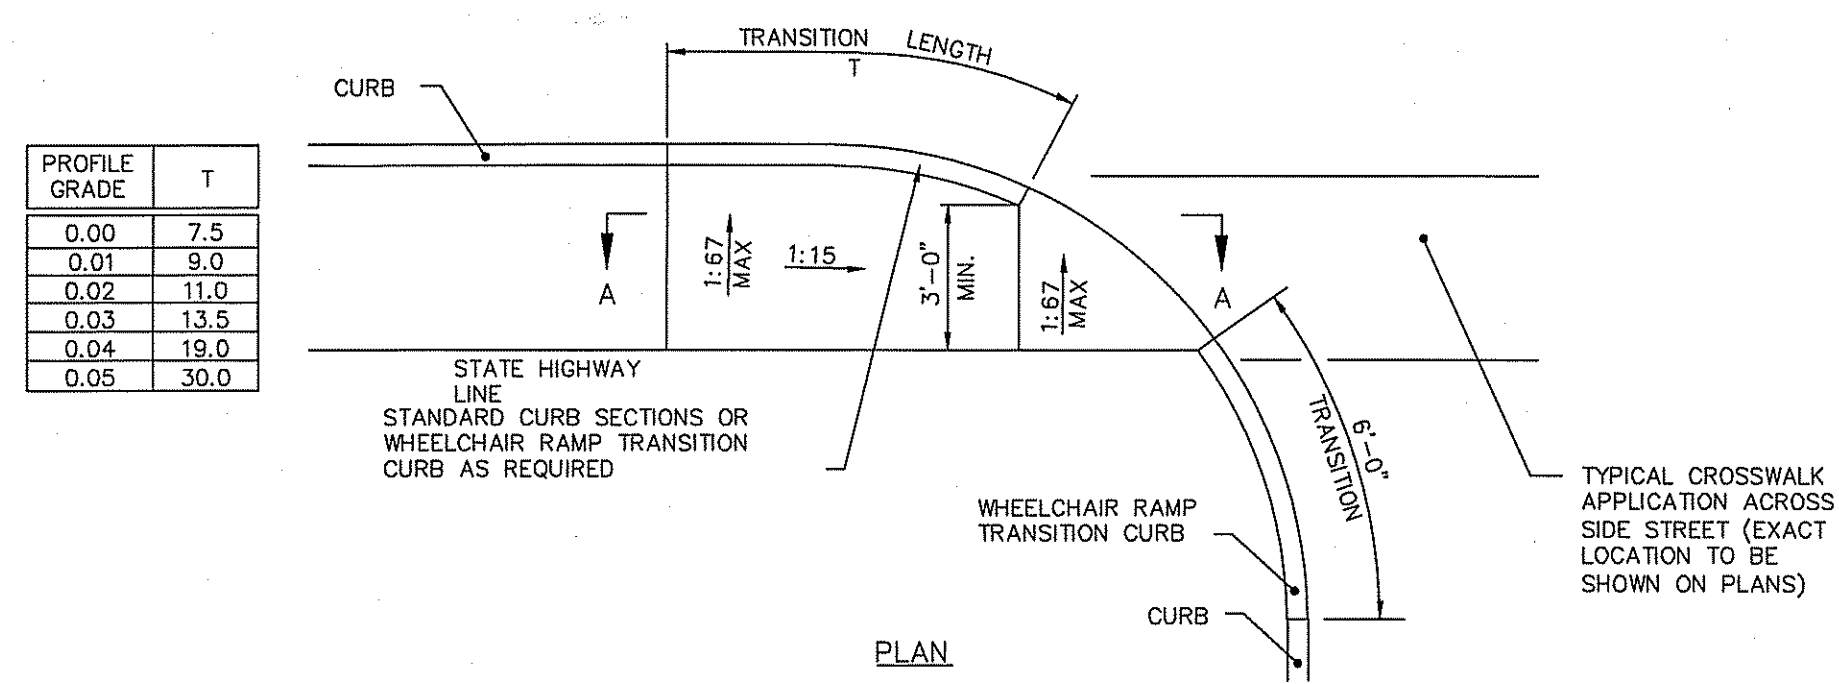 TRANSITION LENGTH
T
CURB
PROFILE GRADE T
0.00 7.5
0.01 9.0
0.02 11.0
0.03 13.5
0.04 19.0
0.05 30.0
A
1:67
MAX
1:15
3'-0"
MIN.
1:67
MAX
A
STATE HIGHWAY
LINE
STANDARD CURB SECTIONS OR
WHEELCHAIR RAMP TRANSITION
CURB AS REQUIRED
6'-0"
TRANSITION
WHEELCHAIR RAMP
TRANSITION CURB
TYPICAL CROSSWALK
APPLICATION ACROSS
SIDE STREET (EXACT
LOCATION TO BE
SHOWN ON PLANS)
CURB
PLAN